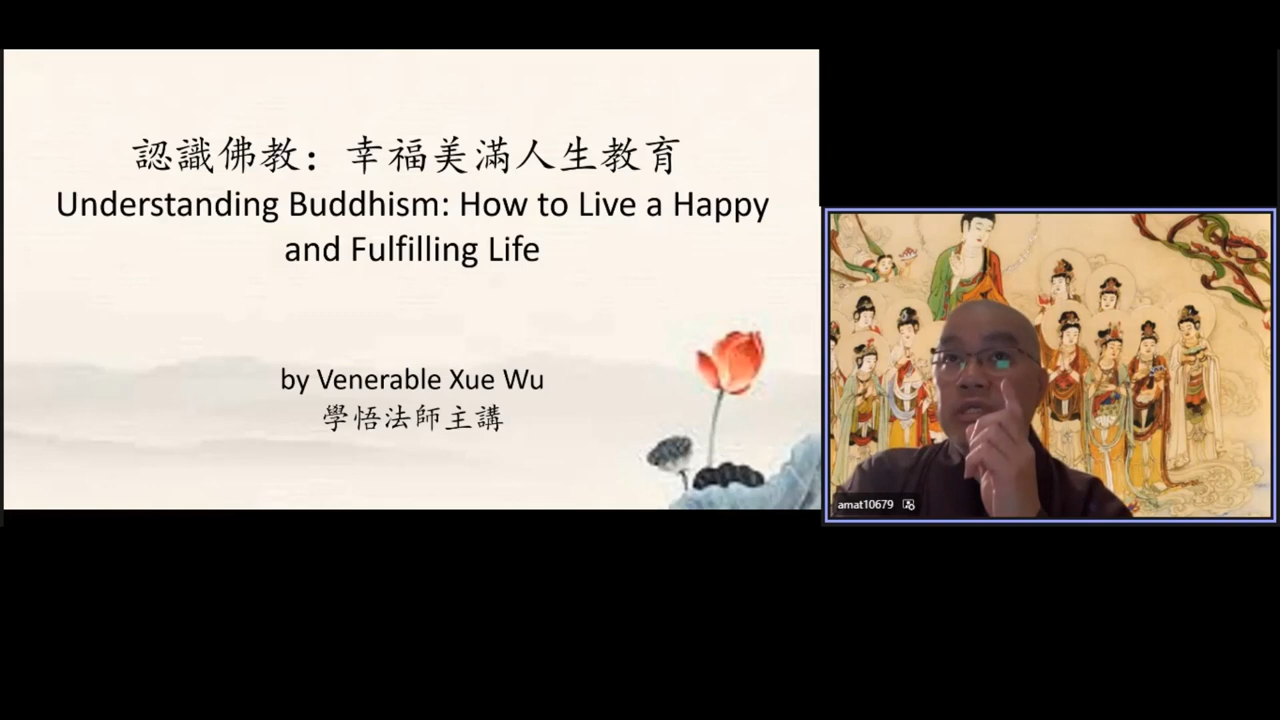 認識佛教：幸福美滿人生教育
Understanding Buddhism: How to Live a Happy
and Fulfilling Life
by Venerable Xue Wu
學悟法師主講
amat10679